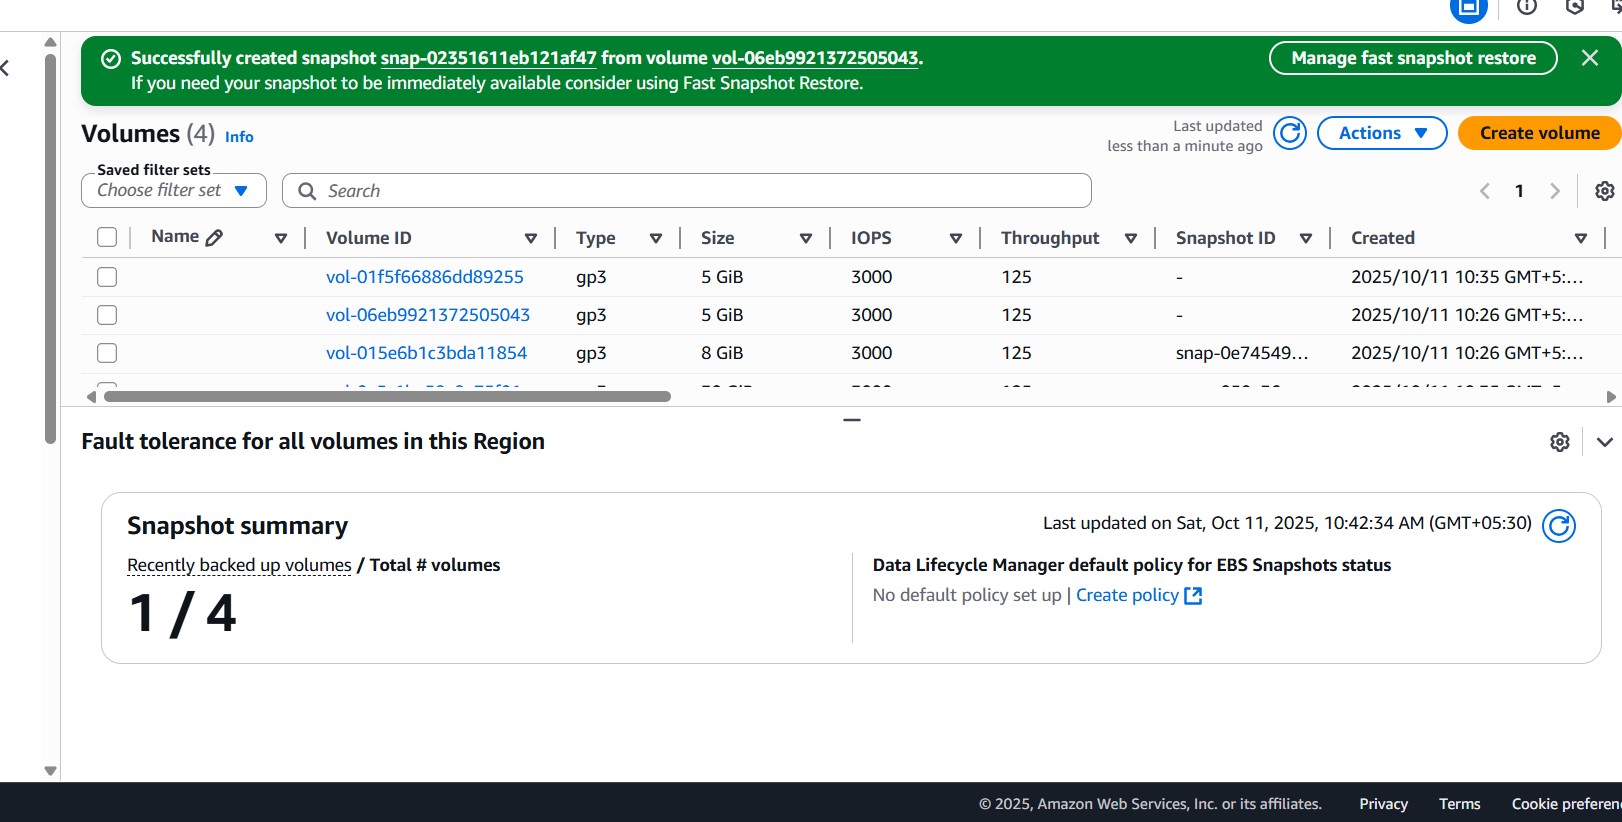 Successfully created snapshot snap-02351611eb121af47 from volume vol-06eb9921372505043.
If you need your snapshot to be immediately available consider using Fast Snapshot Restore.
Manage fast snapshot restore
Volumes (4) Info
Last updated
less than a minute ago
Actions
Create volume
Saved filter sets
Choose filter set
Search
1
Name Volume ID Type Size IOPS Throughput Snapshot ID Created
vol-01f5f66886dd89255 gp3 5 GiB 3000 125 - 2025/10/11 10:35 GMT+5:...
vol-06eb9921372505043 gp3 5 GiB 3000 125 - 2025/10/11 10:26 GMT+5:...
vol-015e6b1c3bda11854 gp3 8 GiB 3000 125 snap-0e74549... 2025/10/11 10:26 GMT+5:...
Fault tolerance for all volumes in this Region
Snapshot summary
Last updated on Sat, Oct 11, 2025, 10:42:34 AM (GMT+05:30)
Recently backed up volumes / Total # volumes
1 / 4
Data Lifecycle Manager default policy for EBS Snapshots status
No default policy set up | Create policy
© 2025, Amazon Web Services, Inc. or its affiliates. Privacy Terms Cookie preferen